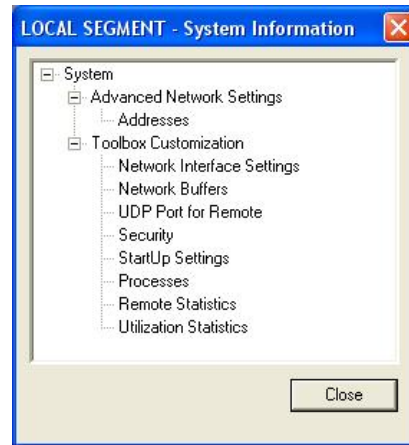 LOCAL SEGMENT - System Information
System
Advanced Network Settings
Addresses
Toolbox Customization
Network Interface Settings
Network Buffers
UDP Port for Remote
Security
StartUp Settings
Processes
Remote Statistics
Utilization Statistics
Close